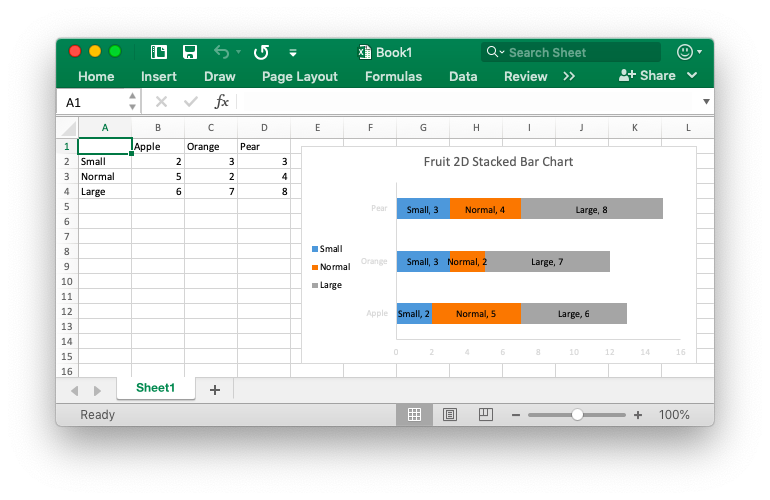 Book1
Search Sheet
Home Insert Draw Page Layout Formulas Data Review >> Share
A1 fx
A B C D E F G H I J K L
1 Apple Orange Pear
2 Small 2 3 3
3 Normal 5 2 4
4 Large 6 7 8
5
6
7
8
9
10
11
12
13
14
15
16
Fruit 2D Stacked Bar Chart
Pear Small, 3 Normal, 4 Large, 8
Small
Normal
Large
Orange Small, 3 Normal, 2 Large, 7
Apple Small, 2 Normal, 5 Large, 6
0 2 4 6 8 10 12 14 16
Sheet1 +
Ready − + 100%